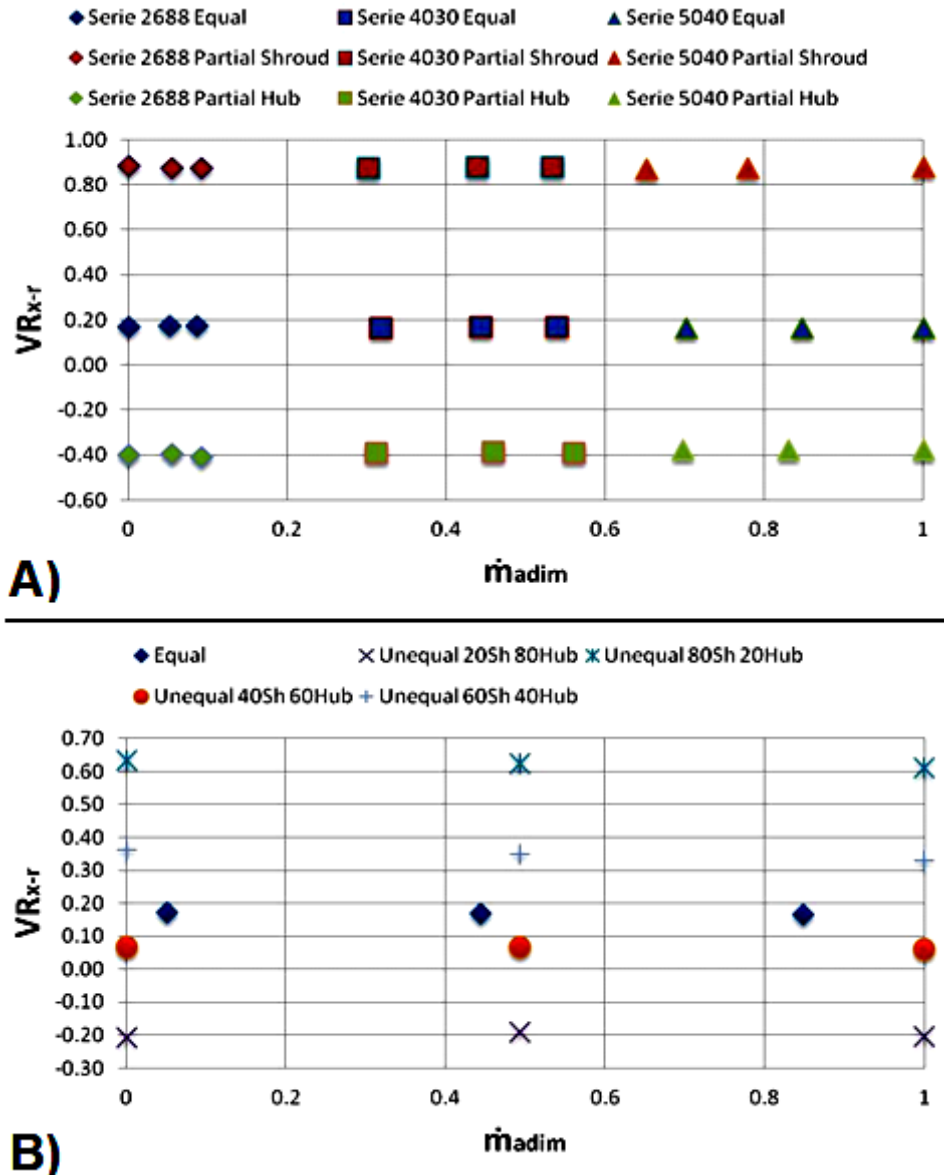 Serie 2688 Equal Serie 4030 Equal Serie 5040 Equal
Serie 2688 Partial Shroud Serie 4030 Partial Shroud Serie 5040 Partial Shroud
Serie 2688 Partial Hub Serie 4030 Partial Hub Serie 5040 Partial Hub
1.00
0.80
0.60
0.40
0.20
0.00
-0.20
-0.40
-0.60
VRx-r
0 0.2 0.4 0.6 0.8 1
ṁadim
A)
Equal Unequal 20Sh 80Hub Unequal 80Sh 20Hub
Unequal 40Sh 60Hub Unequal 60Sh 40Hub
0.70
0.60
0.50
0.40
0.30
0.20
0.10
0.00
-0.10
-0.20
-0.30
VRx-r
0 0.2 0.4 0.6 0.8 1
ṁadim
B)